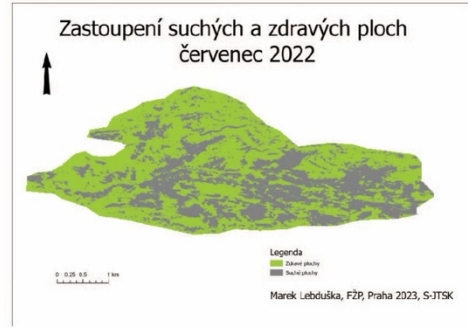 Zastoupení suchých a zdravých ploch
červenec 2022
0 0.25 0.5 1 km
Legenda
Zdravé plochy
Suché plochy
Marek Lebduška, FŽP, Praha 2023, S-JTSK